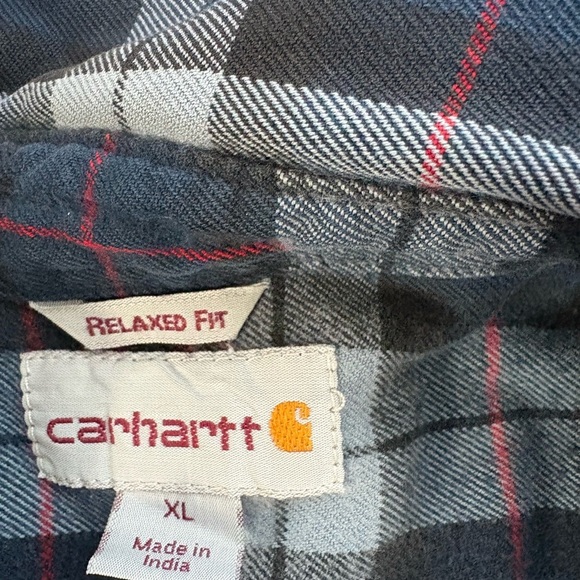 RELAXED FIT
carhartt
XL
Made in
India